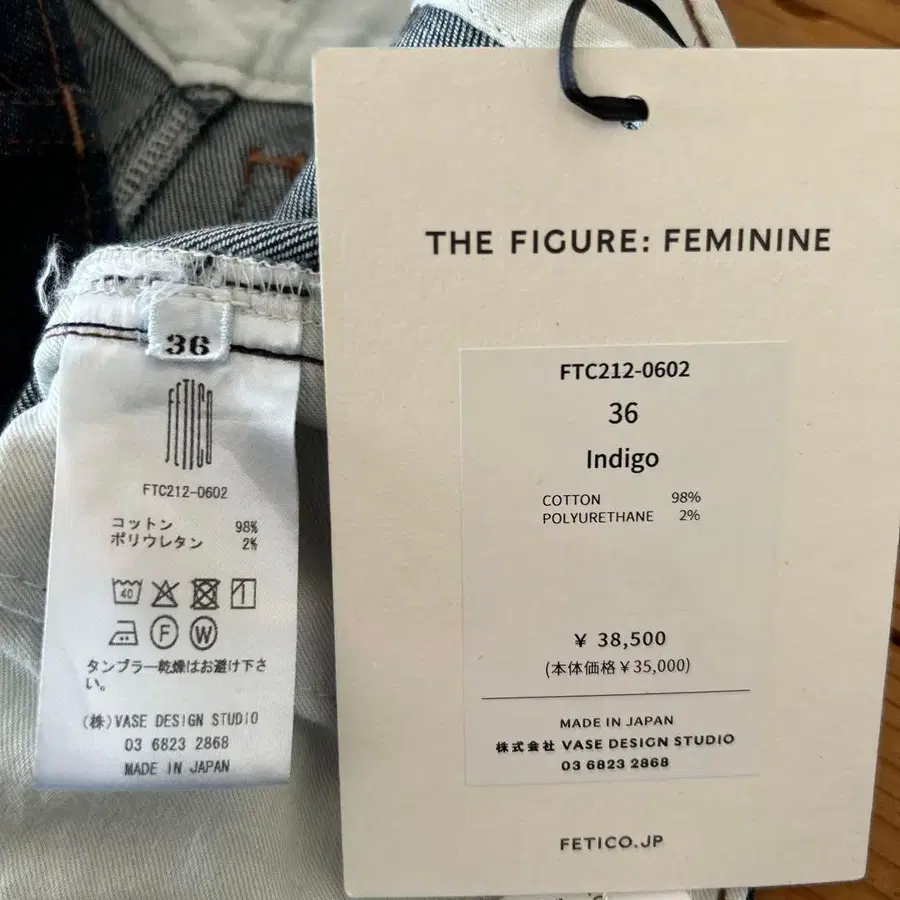 36
FETICO
FTC212-0602
コットン 98%
ポリウレタン 2%
40
F W
タンブラー乾燥はお避け下さ
い。
(株)VASE DESIGN STUDIO
03 6823 2868
MADE IN JAPAN
THE FIGURE: FEMININE
FTC212-0602
36
Indigo
COTTON 98%
POLYURETHANE 2%
¥ 38,500
(本体価格¥35,000)
MADE IN JAPAN
株式会社 VASE DESIGN STUDIO
03 6823 2868
FETICO.JP